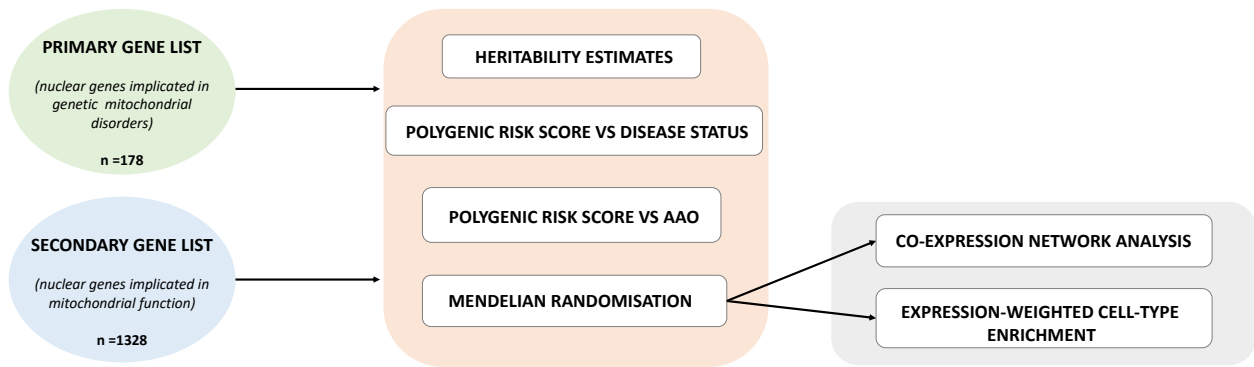 PRIMARY GENE LIST
(nuclear genes implicated in
genetic mitochondrial
disorders)
n =178
SECONDARY GENE LIST
(nuclear genes implicated in
mitochondrial function)
n =1328
HERITABILITY ESTIMATES
POLYGENIC RISK SCORE VS DISEASE STATUS
POLYGENIC RISK SCORE VS AAO
MENDELIAN RANDOMISATION
CO-EXPRESSION NETWORK ANALYSIS
EXPRESSION-WEIGHTED CELL-TYPE
ENRICHMENT